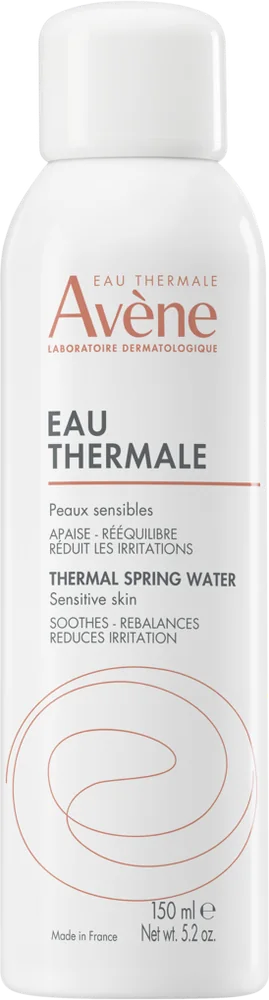 EAU THERMALE
Avène
LABORATOIRE DERMATOLOGIQUE
EAU
THERMALE
Peaux sensibles
APAISE - RÉÉQUILIBRE
RÉDUIT LES IRRITATIONS
THERMAL SPRING WATER
Sensitive skin
SOOTHES - REBALANCES
REDUCES IRRITATION
150 ml ℮
Made in France Net wt. 5.2 oz.